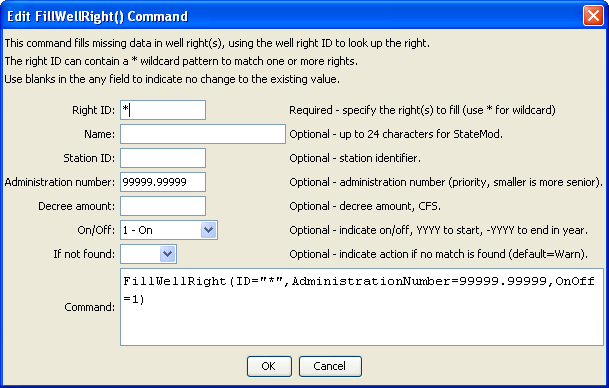 Edit FillWellRight() Command
This command fills missing data in well right(s), using the well right ID to look up the right.
The right ID can contain a * wildcard pattern to match one or more rights.
Use blanks in the any field to indicate no change to the existing value.
Right ID: * Required - specify the right(s) to fill (use * for wildcard)
Name: Optional - up to 24 characters for StateMod.
Station ID: Optional - station identifier.
Administration number: 99999.99999 Optional - administration number (priority, smaller is more senior).
Decree amount: Optional - decree amount, CFS.
On/Off: 1 - On Optional - indicate on/off, YYYY to start, -YYYY to end in year.
If not found: Optional - indicate action if no match is found (default=Warn).
Command: FillWellRight(ID="*",AdministrationNumber=99999.99999,OnOff
=1)
OK Cancel